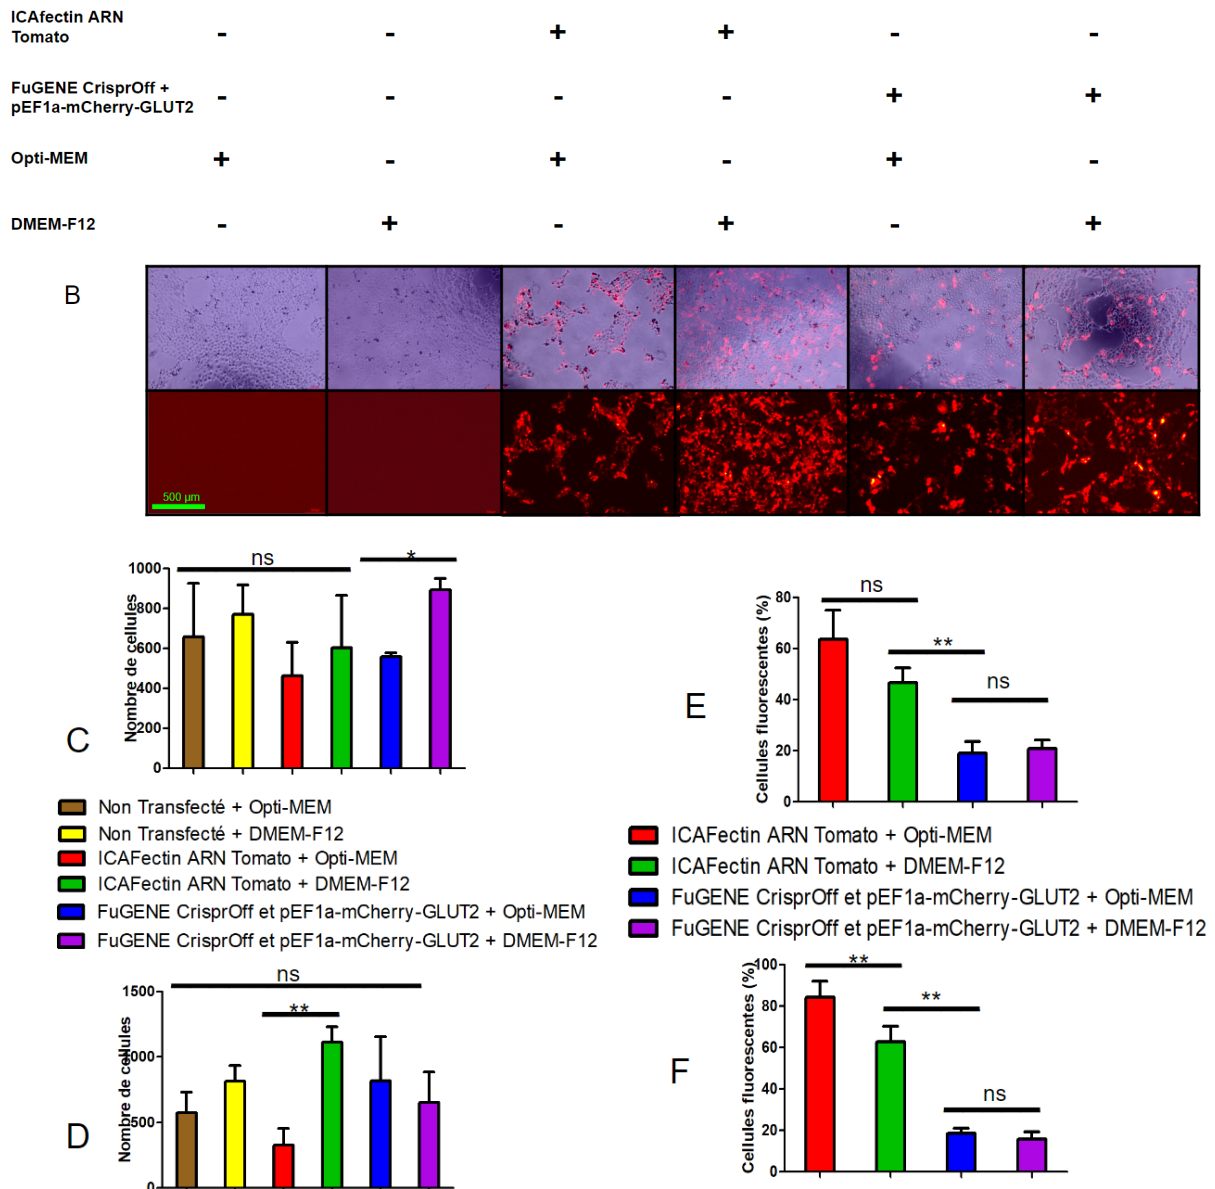 ICAfectin ARN
Tomato
- - + + - -
FuGENE CrisprOff +
pEF1a-mCherry-GLUT2
- - - - + +
Opti-MEM + - + - + -
DMEM-F12 - + - + - +
B
500 µm
ns *
1000
800
600
400
200
0
Nombre de cellules
C
Non Transfecté + Opti-MEM
Non Transfecté + DMEM-F12
ICAFectin ARN Tomato + Opti-MEM
ICAFectin ARN Tomato + DMEM-F12
FuGENE CrisprOff et pEF1a-mCherry-GLUT2 + Opti-MEM
FuGENE CrisprOff et pEF1a-mCherry-GLUT2 + DMEM-F12
ns
**
1500
1000
500
0
Nombre de cellules
D
ns
**
ns
80
60
40
20
0
Cellules fluorescentes (%)
E
ICAFectin ARN Tomato + Opti-MEM
ICAFectin ARN Tomato + DMEM-F12
FuGENE CrisprOff et pEF1a-mCherry-GLUT2 + Opti-MEM
FuGENE CrisprOff et pEF1a-mCherry-GLUT2 + DMEM-F12
**
**
ns
100
80
60
40
20
0
Cellules fluorescentes (%)
F